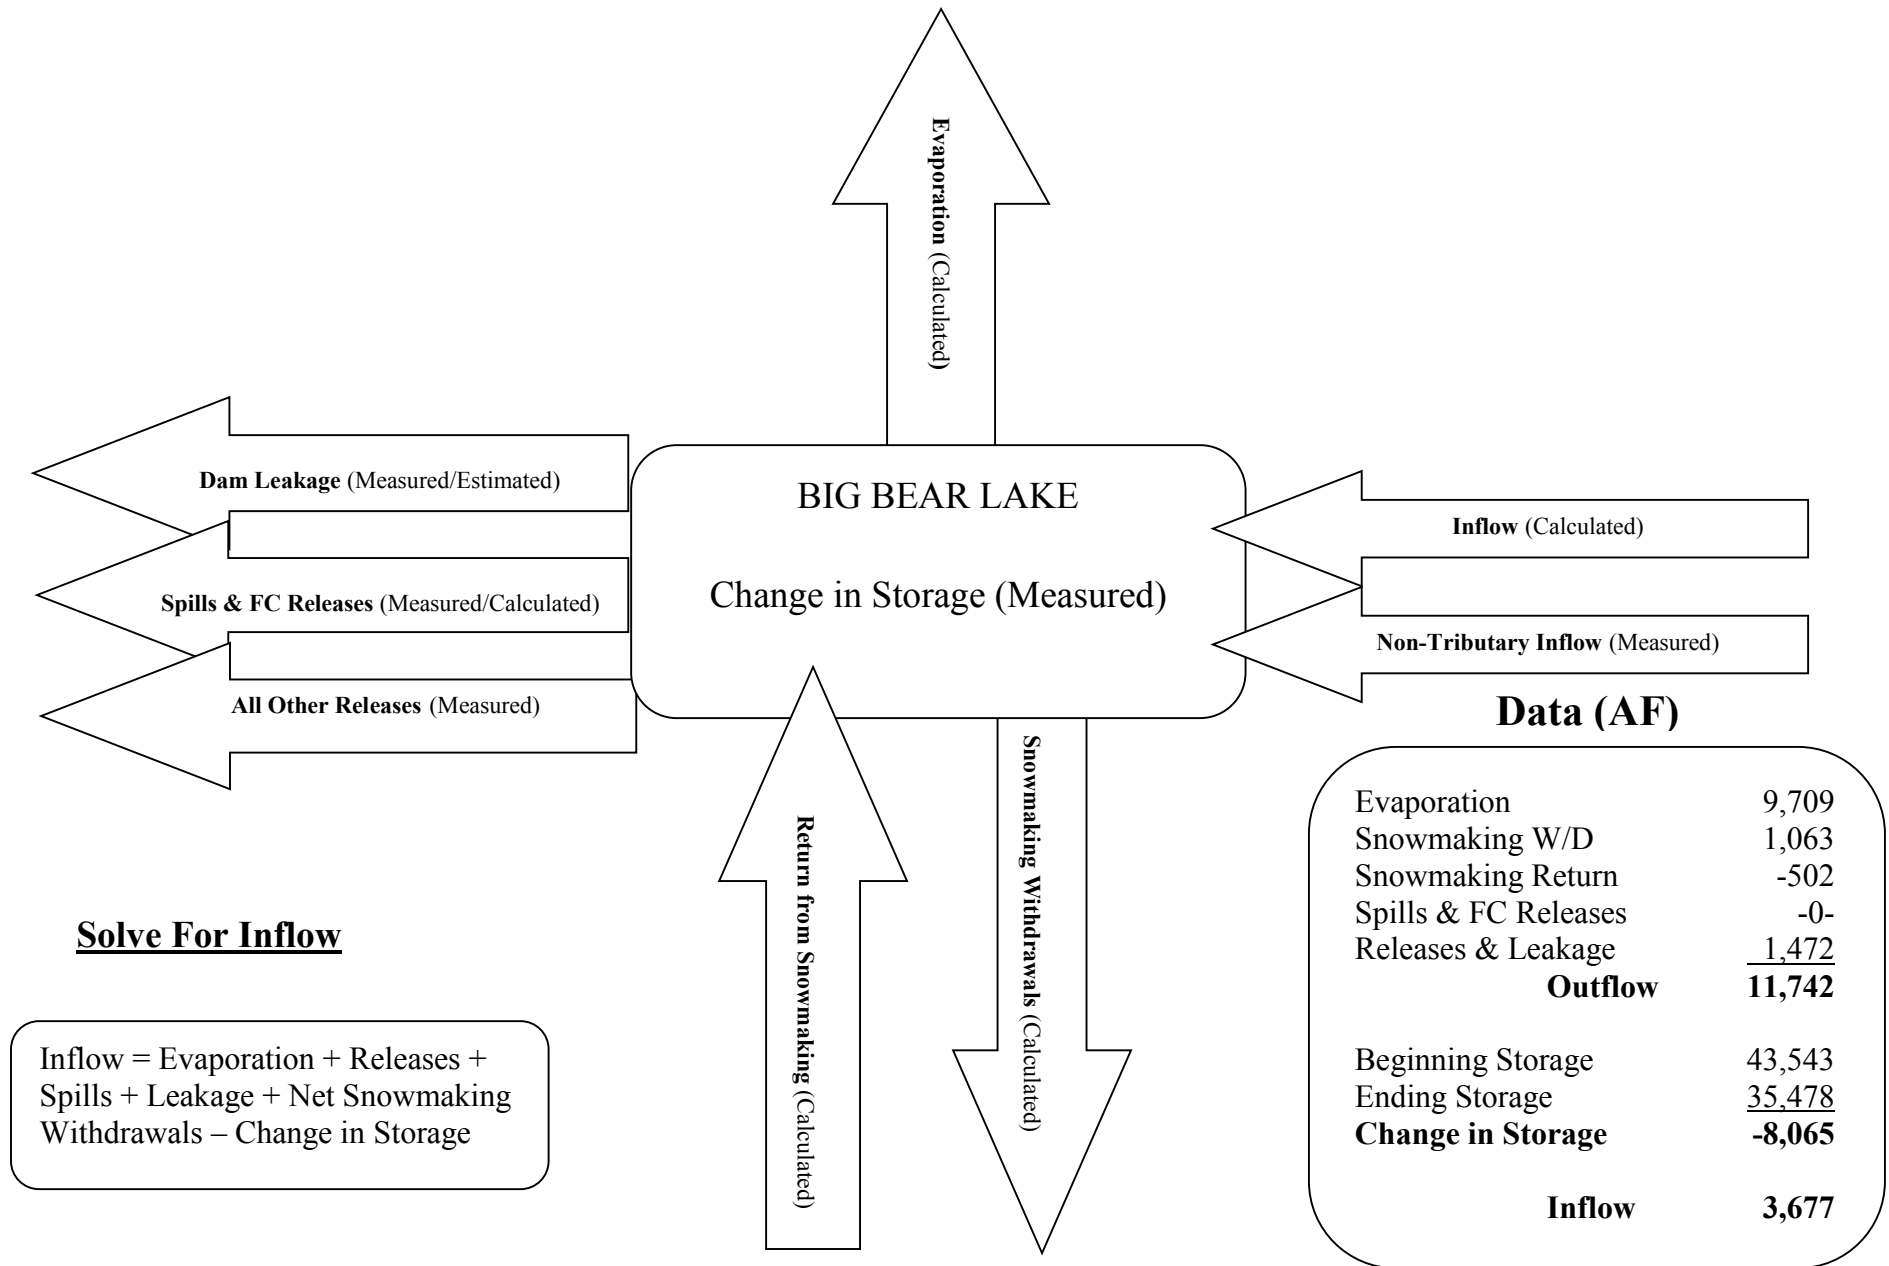 Evaporation (Calculated)
Dam Leakage (Measured/Estimated)
Spills & FC Releases (Measured/Calculated)
All Other Releases (Measured)
BIG BEAR LAKE
Change in Storage (Measured)
Inflow (Calculated)
Non-Tributary Inflow (Measured)
Return from Snowmaking (Calculated)
Snowmaking Withdrawals (Calculated)
Solve For Inflow
Inflow = Evaporation + Releases +
Spills + Leakage + Net Snowmaking
Withdrawals – Change in Storage
Data (AF)
Evaporation 9,709
Snowmaking W/D 1,063
Snowmaking Return -502
Spills & FC Releases -0-
Releases & Leakage 1,472
Outflow 11,742
Beginning Storage 43,543
Ending Storage 35,478
Change in Storage -8,065
Inflow 3,677